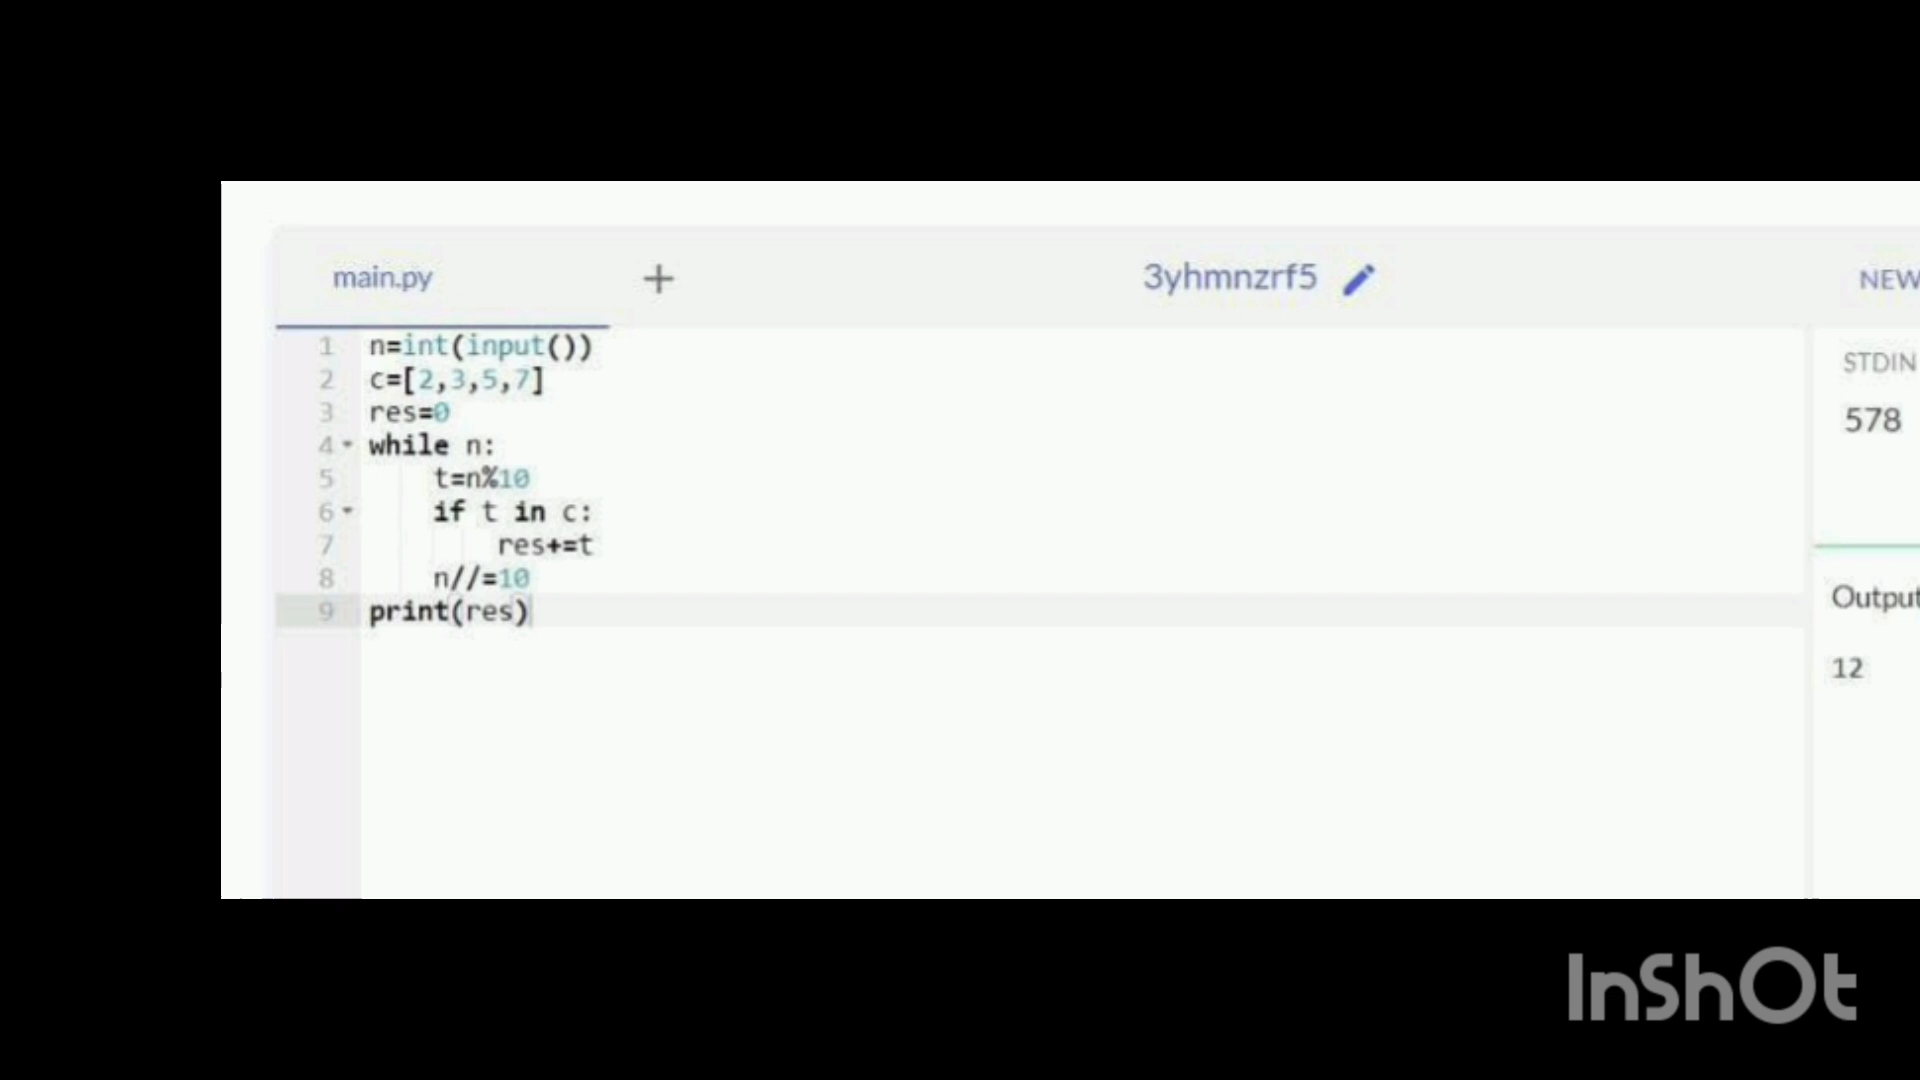 main.py + 3yhmnzrf5 NEW
1 n=int(input())
2 c=[2,3,5,7]
3 res=0
4 while n:
5 t=n%10
6 if t in c:
7 res+=t
8 n//=10
9 print(res)
STDIN
578
Output
12
InShOt